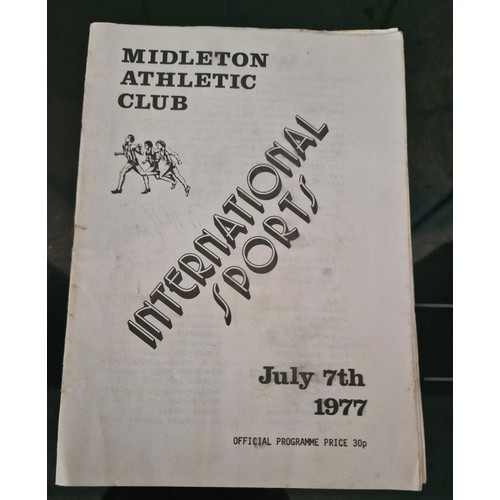 MIDLETON
ATHLETIC
CLUB
INTERNATIONAL
SPORTS
July 7th
1977
OFFICIAL PROGRAMME PRICE 30p